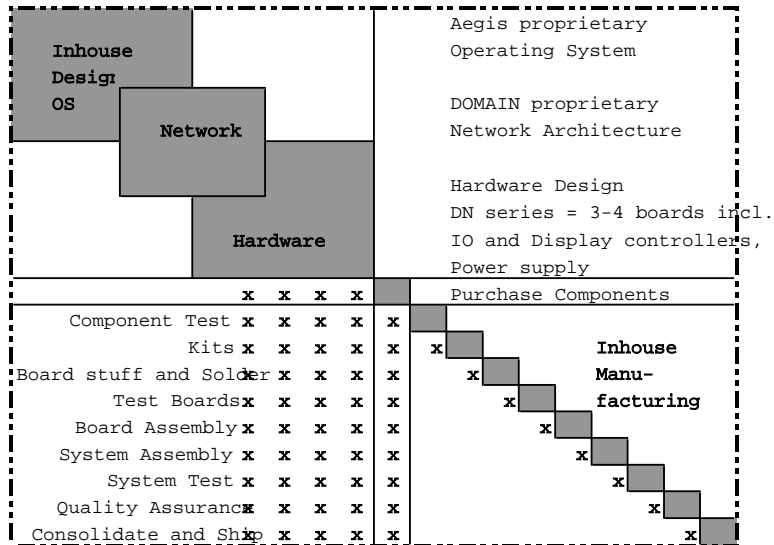 Aegis proprietary
Inhouse Operating System
Design
OS DOMAIN proprietary
Network Network Architecture
Hardware Design
DN series = 3-4 boards incl.
Hardware IO and Display controllers,
Power supply
x x x x Purchase Components
Component Test x x x x x
Kits x x x x x x Inhouse
Board stuff and Solder x x x x x x Manu-
Test Boards x x x x x x facturing
Board Assembly x x x x x x
System Assembly x x x x x x
System Test x x x x x x
Quality Assurance x x x x x x
Consolidate and Ship x x x x x x